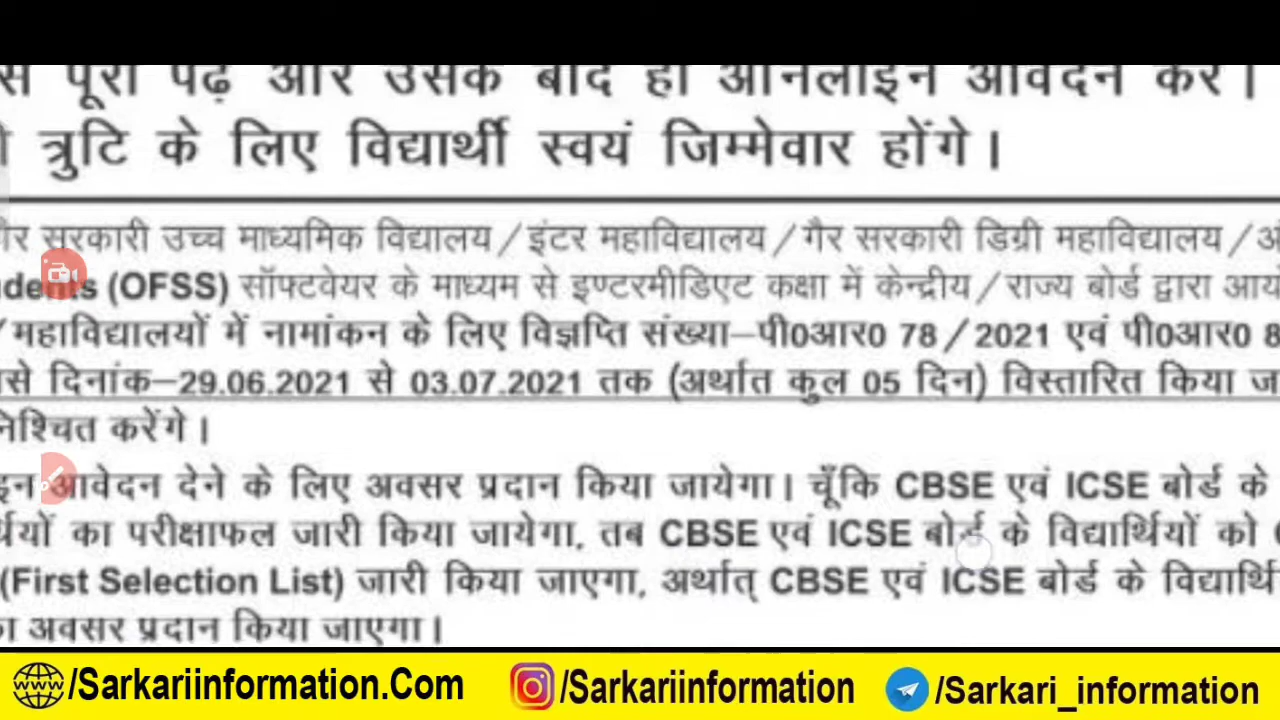 पूरा पढ़ें और उसके बाद ही ऑनलाइन आवेदन करें।
त्रुटि के लिए विद्यार्थी स्वयं जिम्मेवार होंगे।
सरकारी उच्च माध्यमिक विद्यालय/इंटर महाविद्यालय/गैर सरकारी डिग्री महाविद्यालय/
(OFSS) सॉफ्टवेयर के माध्यम से इण्टरमीडिएट कक्षा में केन्द्रीय/राज्य बोर्ड द्वारा
/महाविद्यालयों में नामांकन के लिए विज्ञप्ति संख्या–पी0आर0 78/2021 एवं पी0आर0 8
से दिनांक–29.06.2021 से 03.07.2021 तक (अर्थात कुल 05 दिन) विस्तारित किया
निश्चित करेंगे।
आवेदन देने के लिए अवसर प्रदान किया जायेगा। चूँकि CBSE एवं ICSE बोर्ड के
का परीक्षाफल जारी किया जायेगा, तब CBSE एवं ICSE बोर्ड के विद्यार्थियों को
(First Selection List) जारी किया जाएगा, अर्थात् CBSE एवं ICSE बोर्ड के
अवसर प्रदान किया जाएगा।
/Sarkariinformation.Com
/Sarkariinformation
/Sarkari_information